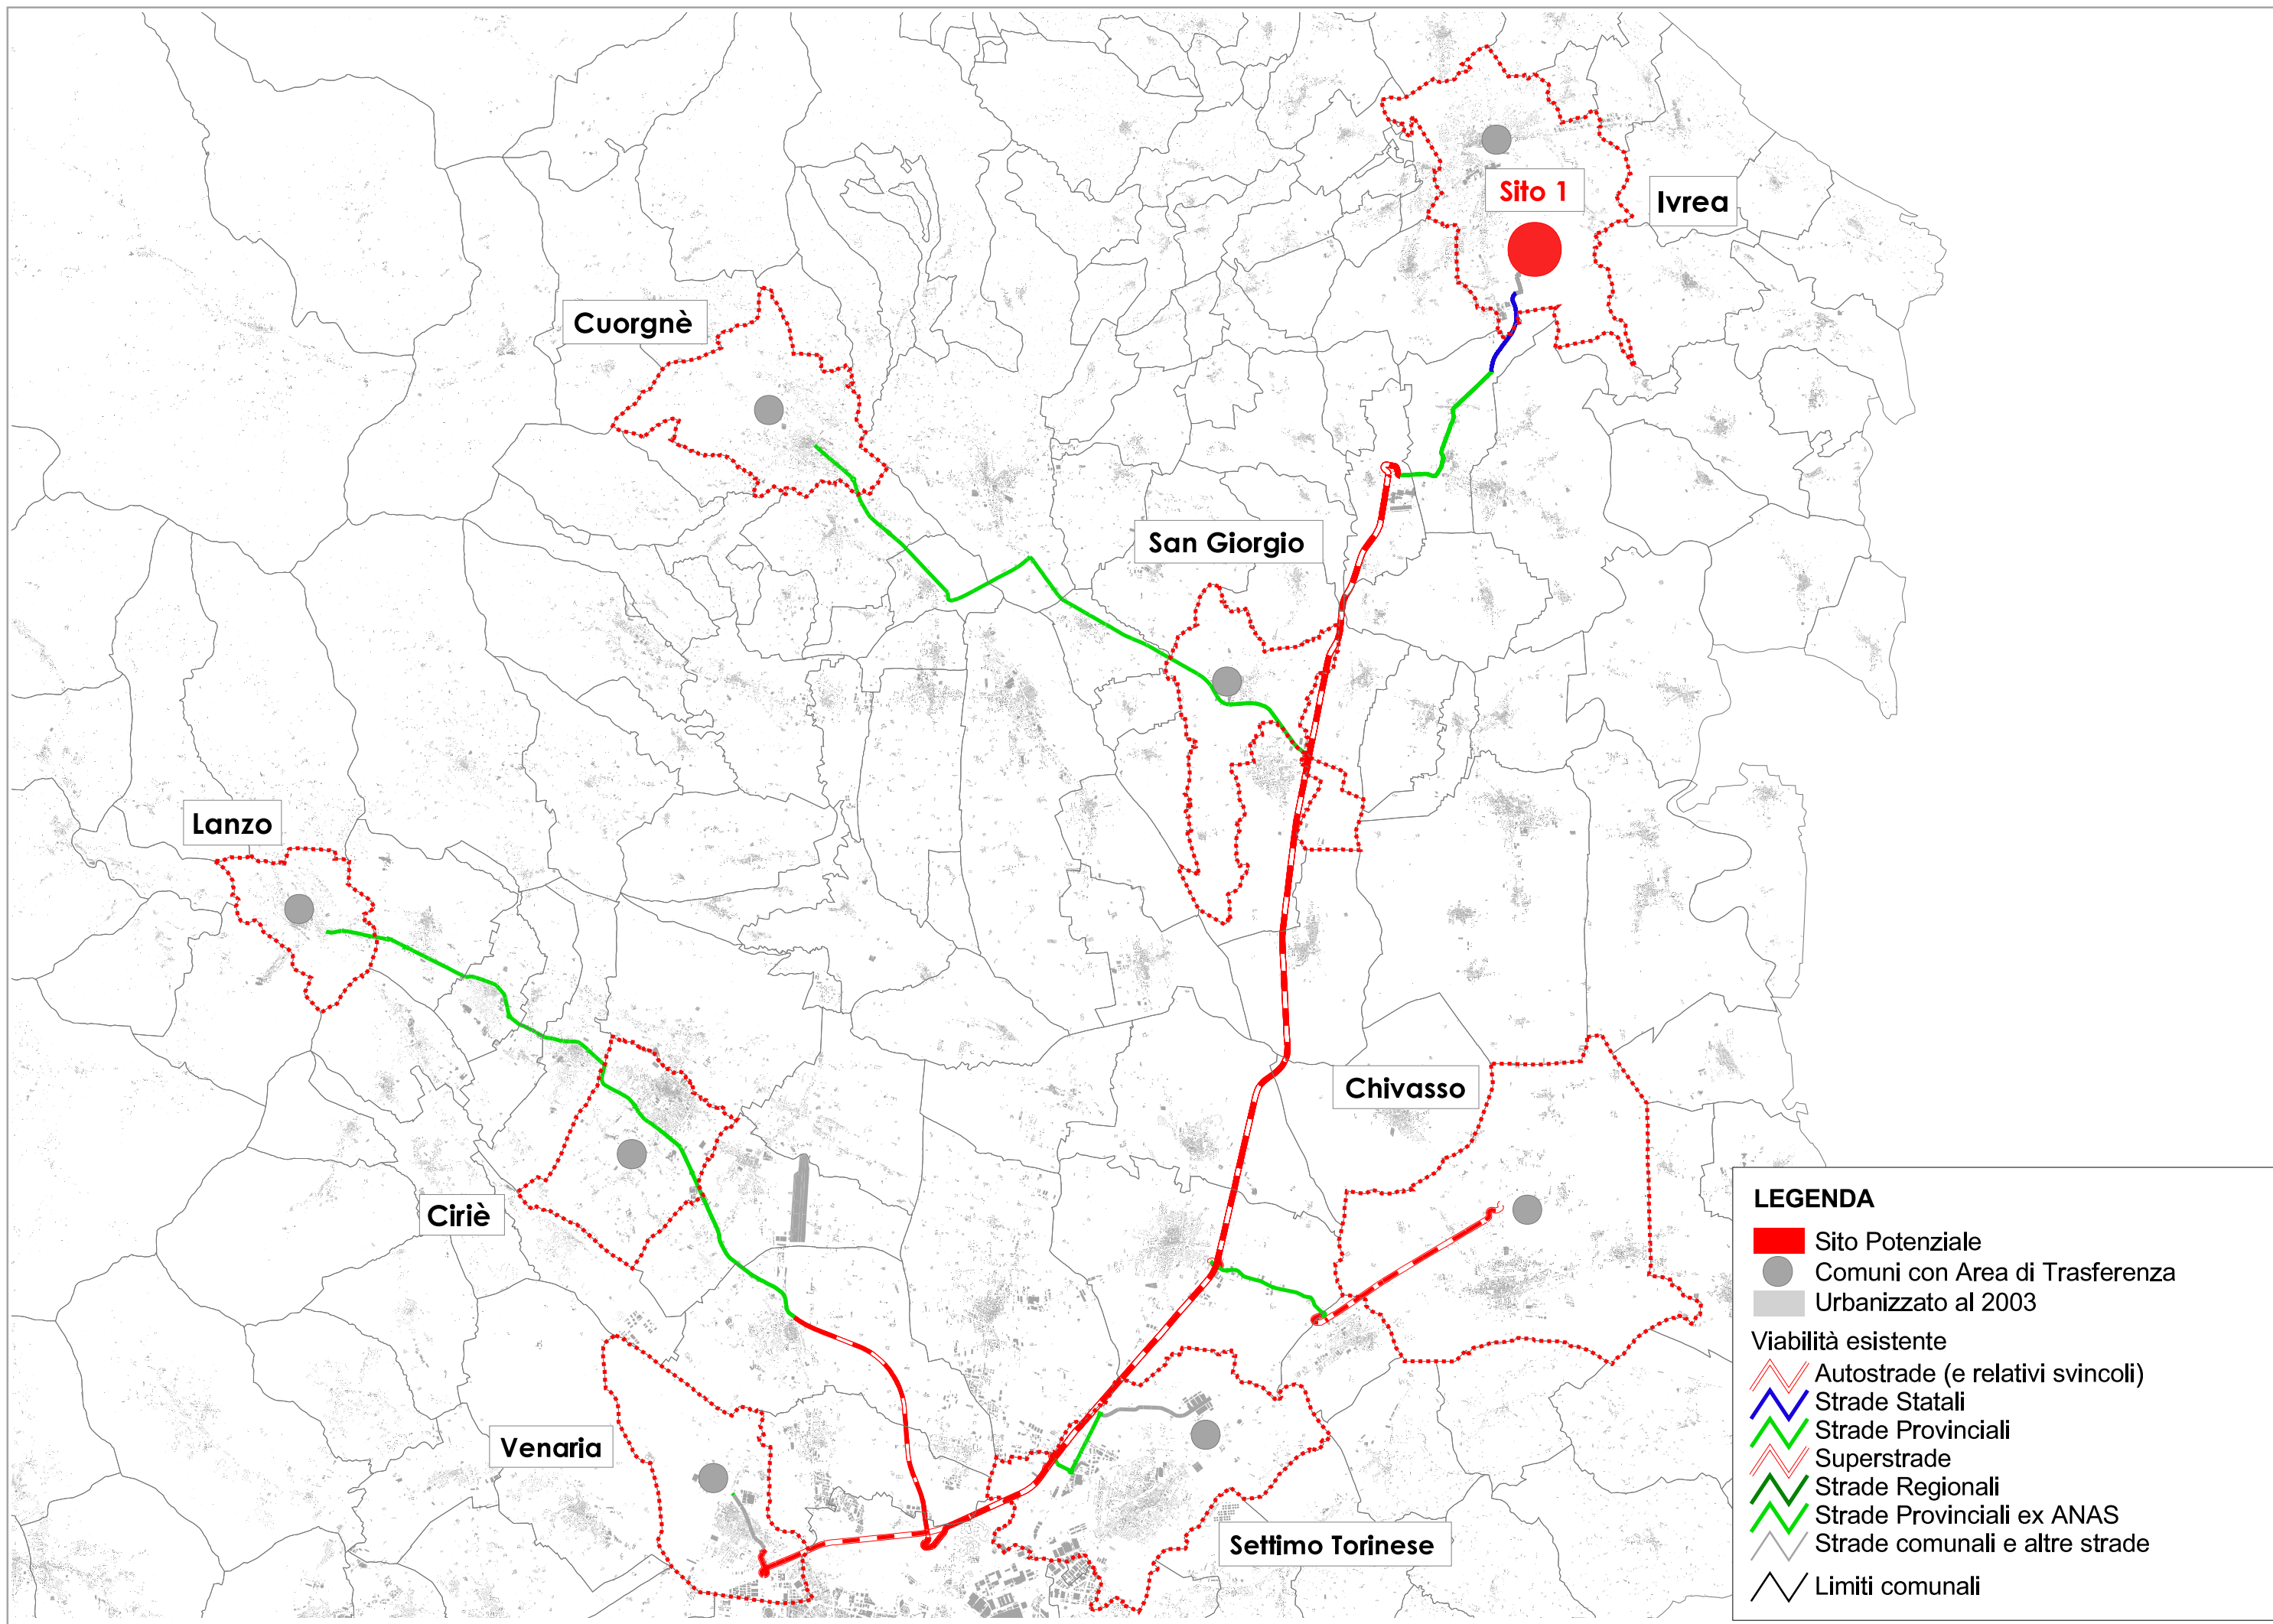 Sito 1
Ivrea
Cuorgnè
San Giorgio
Lanzo
Chivasso
Ciriè
Venaria
Settimo Torinese
LEGENDA
Sito Potenziale
Comuni con Area di Trasferenza
Urbanizzato al 2003
Viabilità esistente
Autostrade (e relativi svincoli)
Strade Statali
Strade Provinciali
Superstrade
Strade Regionali
Strade Provinciali ex ANAS
Strade comunali e altre strade
Limiti comunali